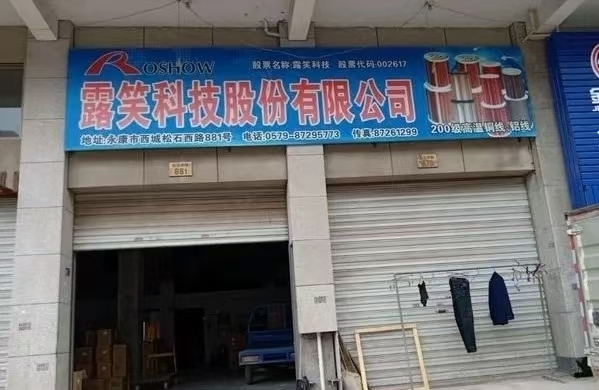 ROSHOW 股票名称:露笑科技 股票代码:002617
露笑科技股份有限公司
地址:永康市西城松石西路881号 电话:0579-87295773 传真:87261299
200级高温铜线、铝线
881